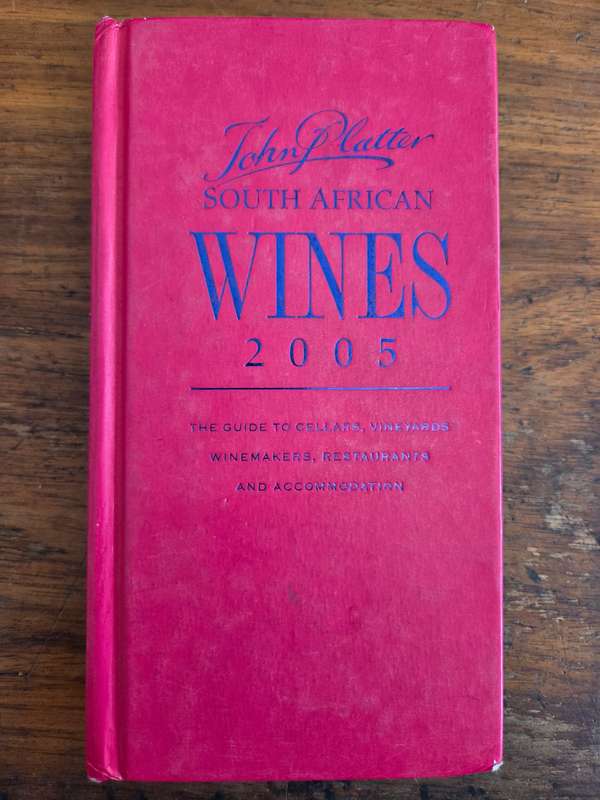 John Platter
SOUTH AFRICAN
WINES
2005
THE GUIDE TO CELLARS, VINEYARDS
WINEMAKERS, RESTAURANTS
AND ACCOMMODATION